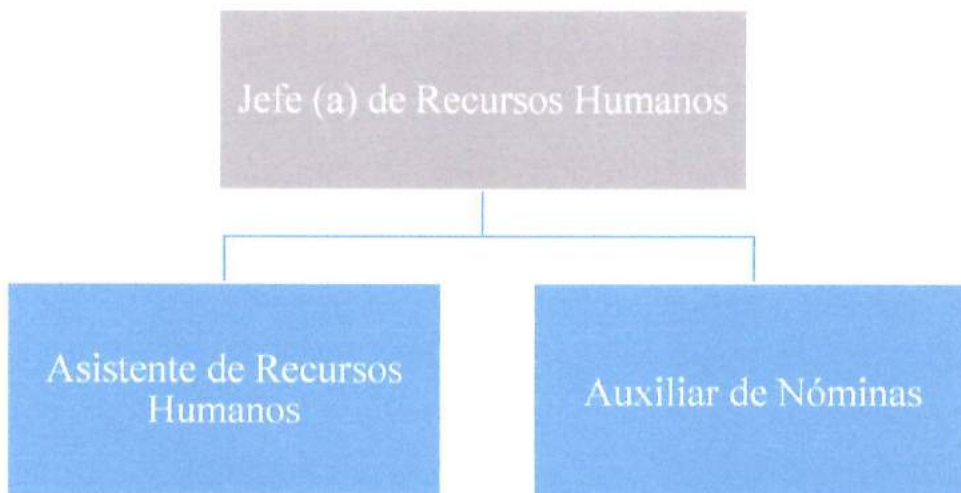 Jefe (a) de Recursos Humanos
Asistente de Recursos
Humanos
Auxiliar de Nóminas